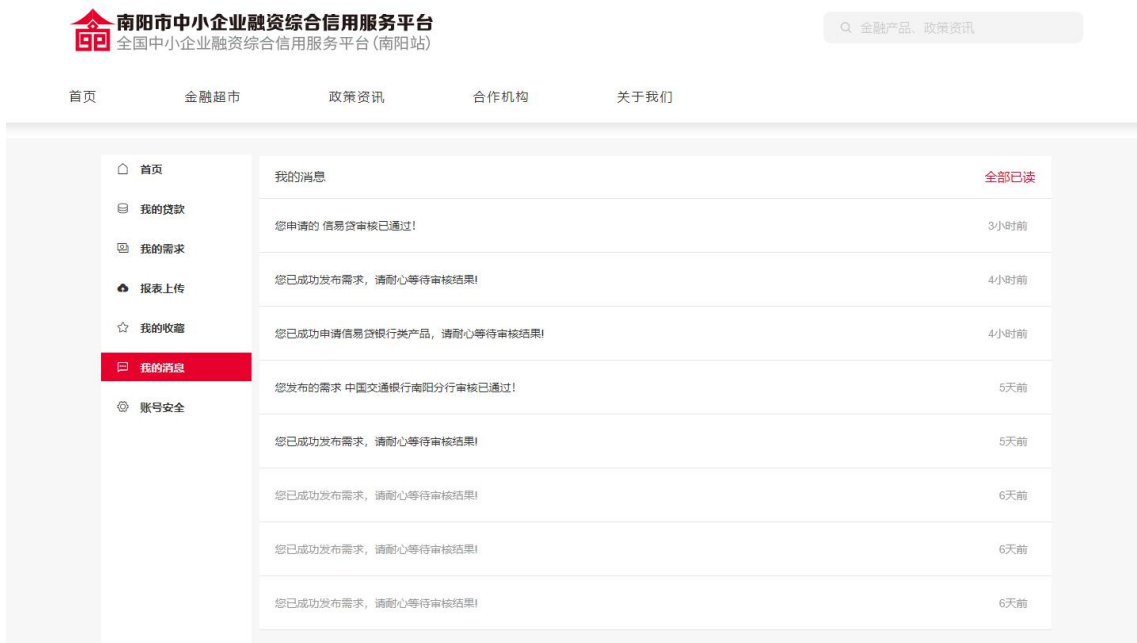 南阳市中小企业融资综合信用服务平台
全国中小企业融资综合信用服务平台(南阳站)
金融产品、政策资讯
首页 金融超市 政策资讯 合作机构 关于我们
首页
我的贷款
我的需求
报表上传
我的收藏
我的消息
账号安全
我的消息 全部已读
您申请的 信易贷审核已通过! 3小时前
您已成功发布需求，请耐心等待审核结果! 4小时前
您已成功申请信易贷银行类产品，请耐心等待审核结果! 4小时前
您发布的需求 中国交通银行南阳分行审核已通过! 5天前
您已成功发布需求，请耐心等待审核结果! 5天前
您已成功发布需求，请耐心等待审核结果! 6天前
您已成功发布需求，请耐心等待审核结果! 6天前
您已成功发布需求，请耐心等待审核结果! 6天前